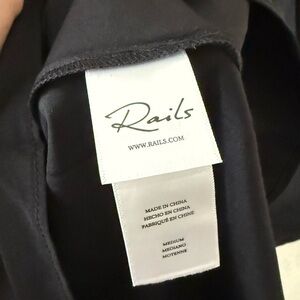 Rails
WWW.RAILS.COM
MADE IN CHINA
HECHO EN CHINA
FABRIQUÉ EN CHINE
MEDIUM
MEDIANO
MOYENNE